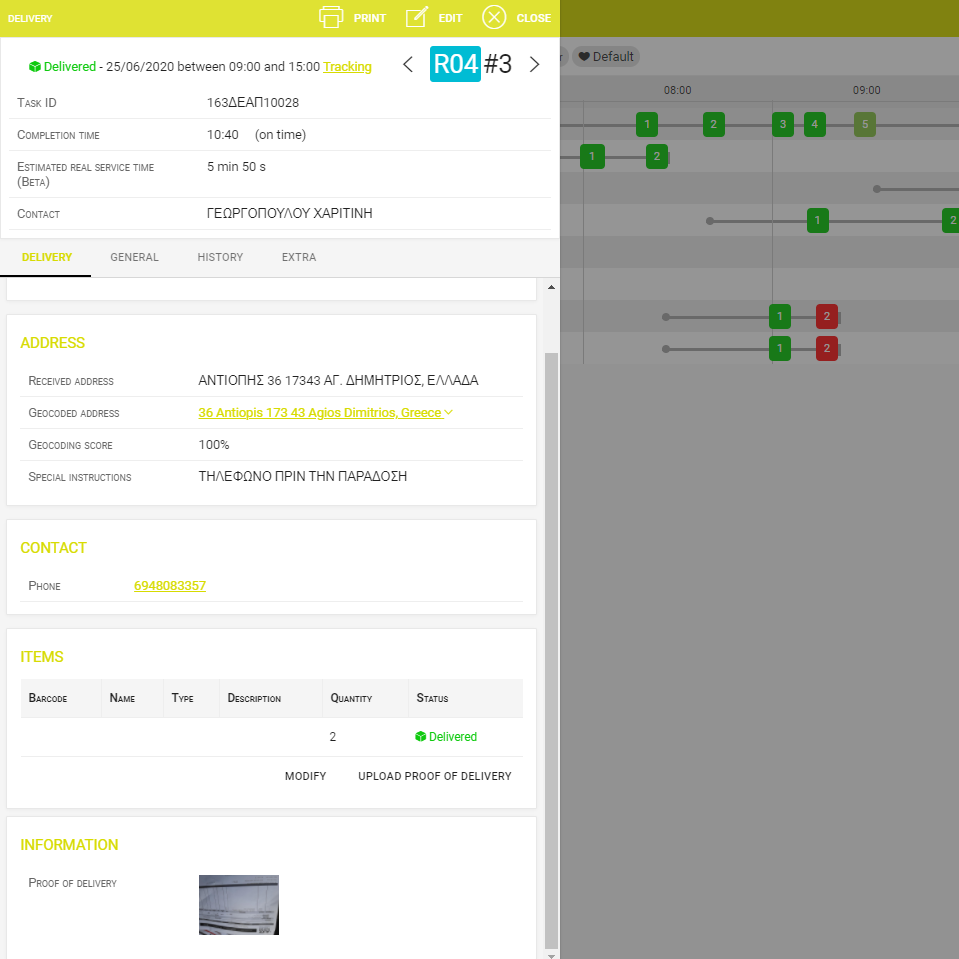 DELIVERY PRINT EDIT CLOSE
Default
Delivered - 25/06/2020 between 09:00 and 15:00 Tracking
R04 #3
08:00 09:00
Task ID 163ΔΕΑΠ10028
Completion time 10:40 (on time)
Estimated real service time
(Beta) 5 min 50 s
Contact ΓΕΩΡΓΟΠΟΥΛΟΥ ΧΑΡΙΤΙΝΗ
1 2 3 4 5
1 2
1 2
1 2
1 2
DELIVERY GENERAL HISTORY EXTRA
ADDRESS
Received address ΑΝΤΙΟΠΗΣ 36 17343 ΑΓ. ΔΗΜΗΤΡΙΟΣ, ΕΛΛΑΔΑ
Geocoded address 36 Antiopis 173 43 Agios Dimitrios, Greece
Geocoding score 100%
Special instructions ΤΗΛΕΦΩΝΟ ΠΡΙΝ ΤΗΝ ΠΑΡΑΔΟΣΗ
CONTACT
Phone 6948083357
ITEMS
Barcode Name Type Description Quantity Status
2 Delivered
MODIFY UPLOAD PROOF OF DELIVERY
INFORMATION
Proof of delivery